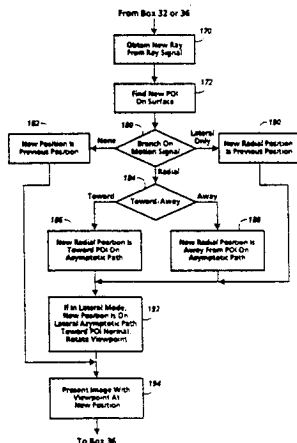 From Box 32 or 36
170
Obtain New Ray
From Ray Signal
172
Find New POI
On Surface
180
Branch On
Motion Signal
None
Lateral
Only
Radial
182
New Position Is
Previous Position
190
New Radial Position
Is Previous Position
184
Toward-Away
Toward
Away
186
New Radial Position Is
Toward POI On
Asymptotic Path
188
New Radial Position Is
Away From POI On
Asymptotic Path
192
If in Lateral Mode,
New Position Is On
Lateral Asymptotic Path
Toward POI Normal,
Rotate Viewpoint
194
Present Image With
Viewpoint At
New Position
To Box 36